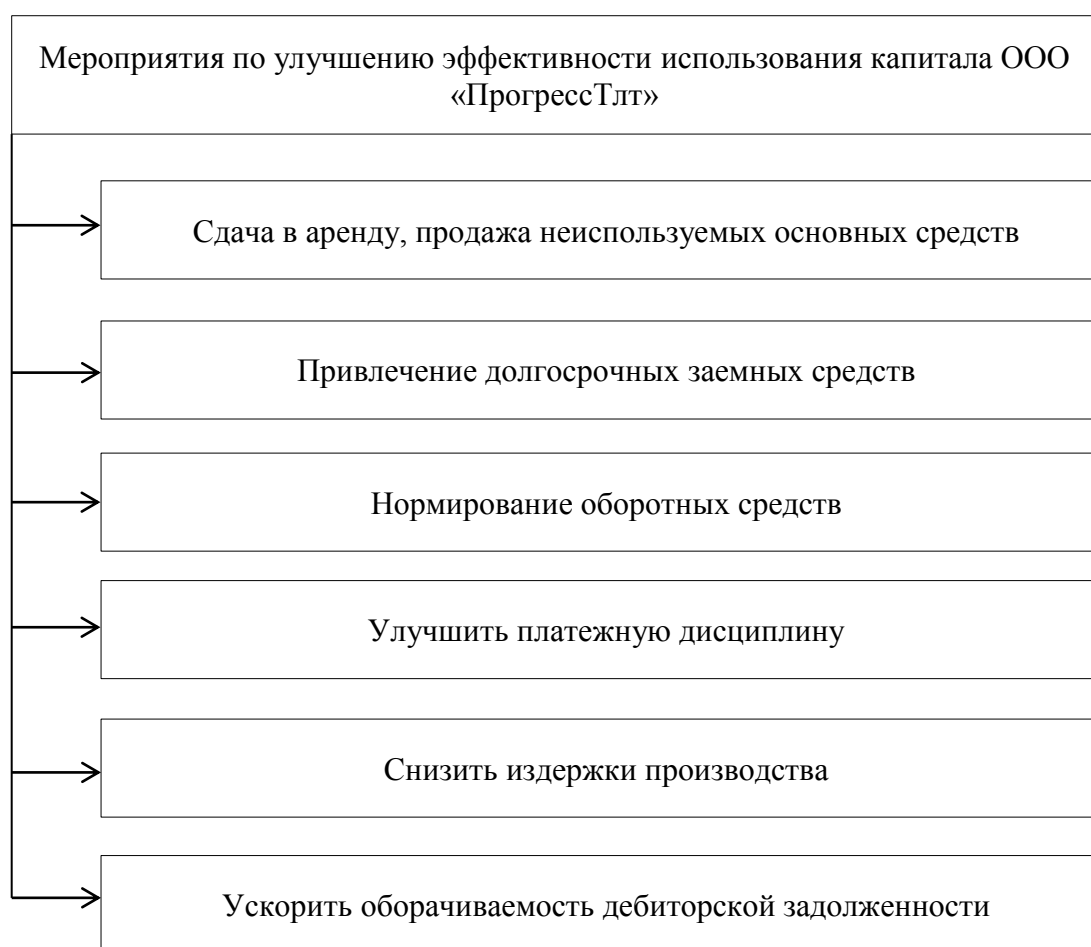 Мероприятия по улучшению эффективности использования капитала ООО
«ПрогрессТлт»
Сдача в аренду, продажа неиспользуемых основных средств
Привлечение долгосрочных заемных средств
Нормирование оборотных средств
Улучшить платежную дисциплину
Снизить издержки производства
Ускорить оборачиваемость дебиторской задолженности